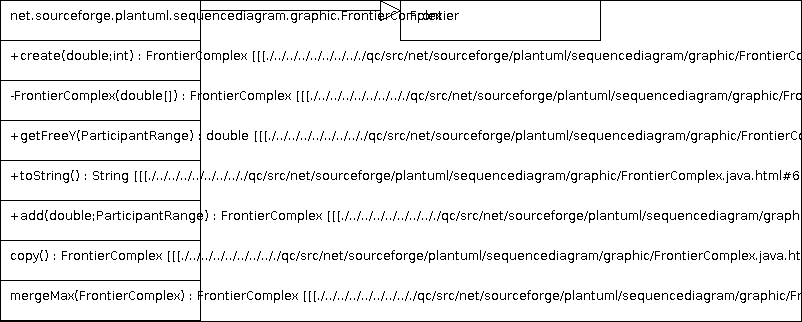 net.sourceforge.plantuml.sequencediagram.graphic.FrontierComplex
Frontier
+create(double;int) : FrontierComplex [[[./../../../../../../../../qc/src/net/sourceforge/plantuml/sequencediagram/graphic/FrontierCo
-FrontierComplex(double[]) : FrontierComplex [[[./../../../../../../../../qc/src/net/sourceforge/plantuml/sequencediagram/graphic/Fro
+getFreeY(ParticipantRange) : double [[[./../../../../../../../../qc/src/net/sourceforge/plantuml/sequencediagram/graphic/FrontierCo
+toString() : String [[[./../../../../../../../../qc/src/net/sourceforge/plantuml/sequencediagram/graphic/FrontierComplex.java.html#6
+add(double;ParticipantRange) : FrontierComplex [[[./../../../../../../../../qc/src/net/sourceforge/plantuml/sequencediagram/graph
copy() : FrontierComplex [[[./../../../../../../../../qc/src/net/sourceforge/plantuml/sequencediagram/graphic/FrontierComplex.java.ht
mergeMax(FrontierComplex) : FrontierComplex [[[./../../../../../../../../qc/src/net/sourceforge/plantuml/sequencediagram/graphic/Fr